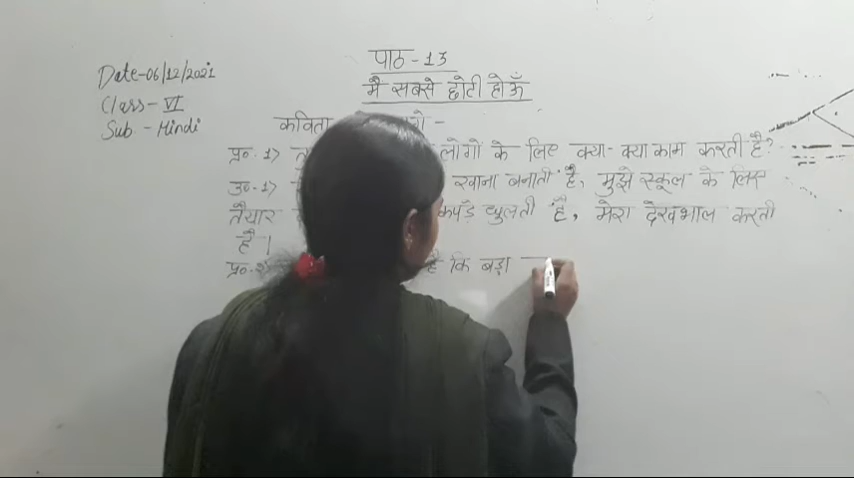 पाठ - 13
Date-06/12/2021
मै सबसे छोटी होऊँ
Class - VI
Sub. - Hindi
कविता से आगे -
प्र०.1> लोगो के लिए क्या-क्या काम करती है?
उ०.1> खाना बनाती है, मुझे स्कूल के लिए
तैयार कपड़े धुलती है, मेरा देखभाल करती
है।
प्र०. है कि बड़ा